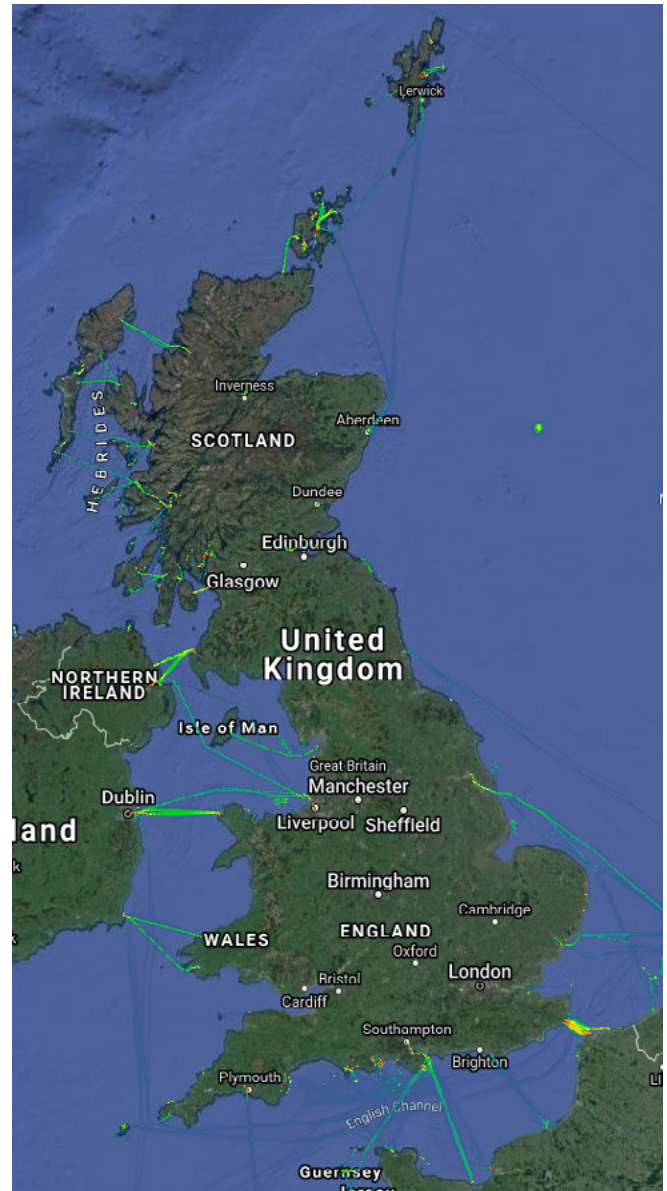 Lerwick
Inverness
Aberdeen
SCOTLAND
HEBRIDES
Dundee
Edinburgh
Glasgow
United
Kingdom
NORTHERN
IRELAND
Isle of Man
Great Britain
Dublin
Manchester
Liverpool
Sheffield
land
k
Birmingham
Cambridge
WALES
ENGLAND
Oxford
London
Bristol
Cardiff
Southampton
Brighton
Plymouth
English Channel
Guernsey